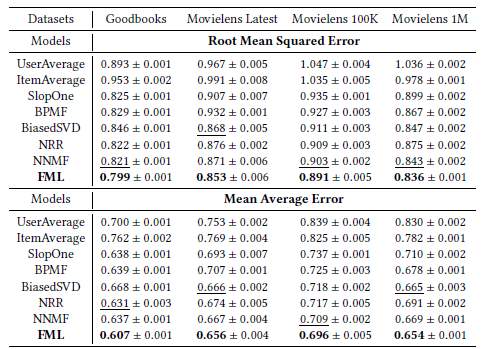 Datasets Goodbooks Movielens Latest Movielens 100K Movielens 1M
Models Root Mean Squared Error
UserAverage 0.893 ± 0.001 0.967 ± 0.005 1.047 ± 0.004 1.036 ± 0.002
ItemAverage 0.953 ± 0.002 0.991 ± 0.008 1.035 ± 0.005 0.978 ± 0.001
SlopOne 0.825 ± 0.001 0.907 ± 0.007 0.935 ± 0.001 0.899 ± 0.002
BPMF 0.829 ± 0.001 0.932 ± 0.001 0.927 ± 0.003 0.867 ± 0.002
BiasedSVD 0.846 ± 0.001 0.868 ± 0.005 0.911 ± 0.003 0.847 ± 0.002
NRR 0.822 ± 0.001 0.876 ± 0.002 0.909 ± 0.003 0.875 ± 0.002
NNMF 0.821 ± 0.001 0.871 ± 0.006 0.903 ± 0.002 0.843 ± 0.002
FML 0.799 ± 0.001 0.853 ± 0.006 0.891 ± 0.005 0.836 ± 0.001
Models Mean Average Error
UserAverage 0.700 ± 0.001 0.753 ± 0.002 0.839 ± 0.004 0.830 ± 0.002
ItemAverage 0.762 ± 0.002 0.769 ± 0.004 0.825 ± 0.005 0.782 ± 0.001
SlopOne 0.638 ± 0.001 0.693 ± 0.007 0.737 ± 0.001 0.710 ± 0.002
BPMF 0.639 ± 0.001 0.707 ± 0.001 0.725 ± 0.003 0.678 ± 0.001
BiasedSVD 0.668 ± 0.001 0.666 ± 0.002 0.718 ± 0.002 0.665 ± 0.003
NRR 0.631 ± 0.003 0.674 ± 0.005 0.717 ± 0.005 0.691 ± 0.002
NNMF 0.637 ± 0.001 0.667 ± 0.004 0.709 ± 0.002 0.669 ± 0.001
FML 0.607 ± 0.001 0.656 ± 0.004 0.696 ± 0.005 0.654 ± 0.001